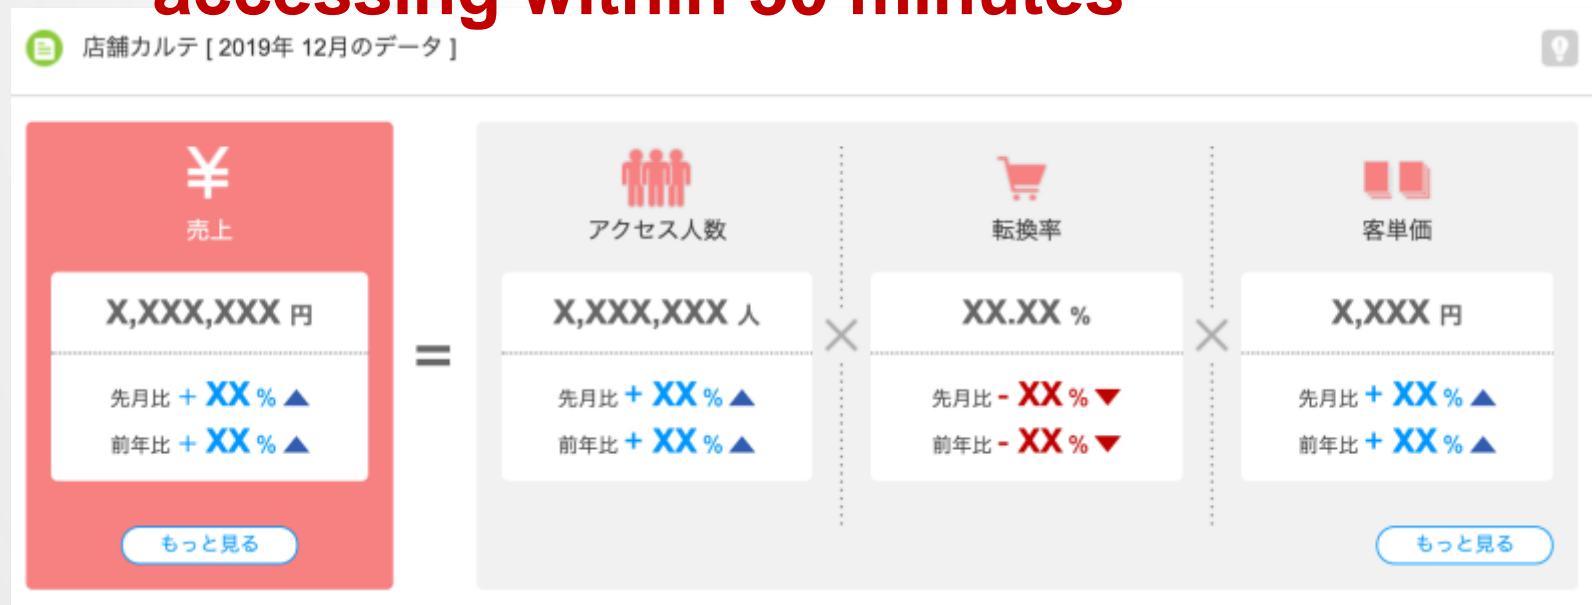 accessing within 30 minutes
店舗カルテ [ 2019年 12月のデータ ]
¥
売上
X,XXX,XXX 円
先月比 + XX % ▲
前年比 + XX % ▲
もっと見る
=
アクセス人数
X,XXX,XXX 人
先月比 + XX % ▲
前年比 + XX % ▲
×
転換率
XX.XX %
先月比 - XX % ▼
前年比 - XX % ▼
×
客単価
X,XXX 円
先月比 + XX % ▲
前年比 + XX % ▲
もっと見る